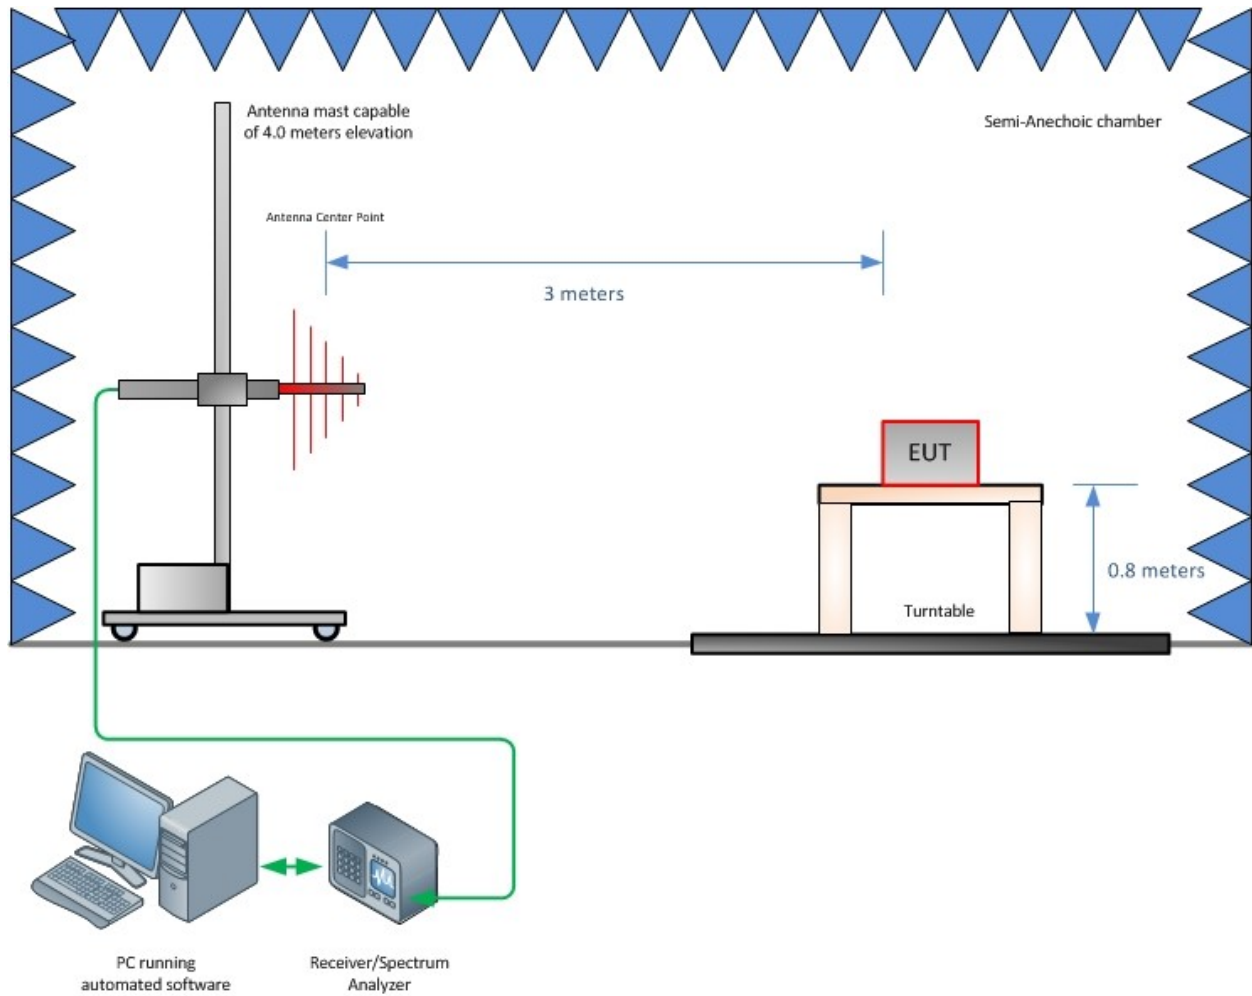 Antenna mast capable
of 4.0 meters elevation
Semi-Anechoic chamber
Antenna Center Point
3 meters
EUT
0.8 meters
Turntable
PC running
automated software
Receiver/Spectrum
Analyzer